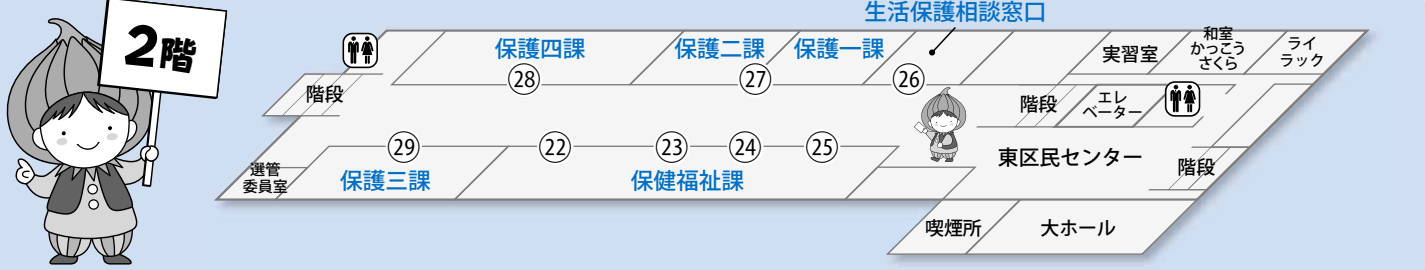 2階
生活保護相談窓口
保護四課
保護二課
保護一課
実習室
和室
かっこう
さくら
ライ
ラック
28
27
26
階段
階段
エレ
ベーター
29
22
23
24
25
東区民センター
階段
選管
委員室
保護三課
保健福祉課
喫煙所
大ホール